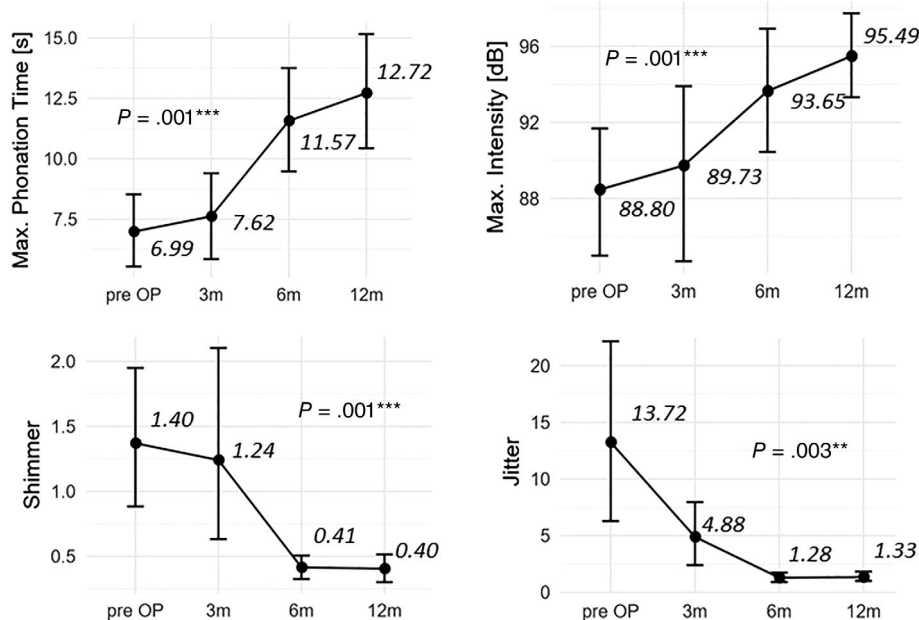 Max. Phonation Time [s]
15.0
12.5
10.0
7.5
P = .001***
6.99
7.62
11.57
12.72
pre OP 3m 6m 12m
Max. Intensity [dB]
96
92
88
P = .001***
88.80
89.73
93.65
95.49
pre OP 3m 6m 12m
Shimmer
2.0
1.5
1.0
0.5
P = .001***
1.40
1.24
0.41
0.40
pre OP 3m 6m 12m
Jitter
20
15
10
5
0
P = .003**
13.72
4.88
1.28
1.33
pre OP 3m 6m 12m